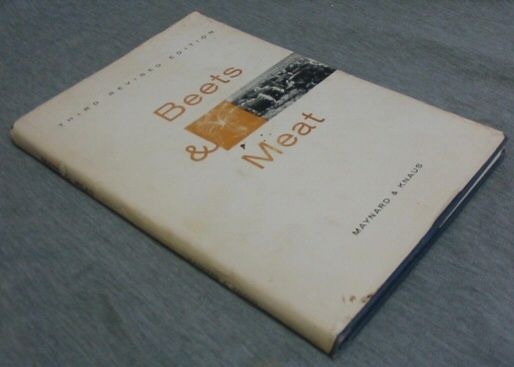 THIRD REVISED EDITION
Beets
& Meat
MAYNARD & KNAUS